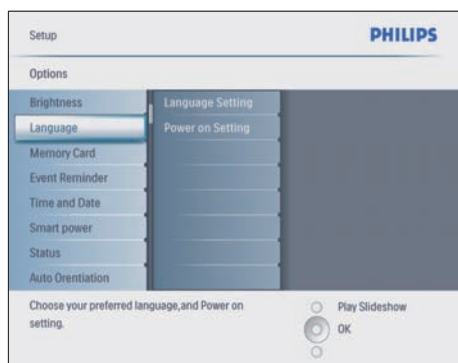 Setup
PHILIPS
Options
Brightness
Language Setting
Language
Power on Setting
Memory Card
Event Reminder
Time and Date
Smart power
Status
Auto Orentiation
Choose your preferred language,and Power on
setting.
Play Slideshow
OK